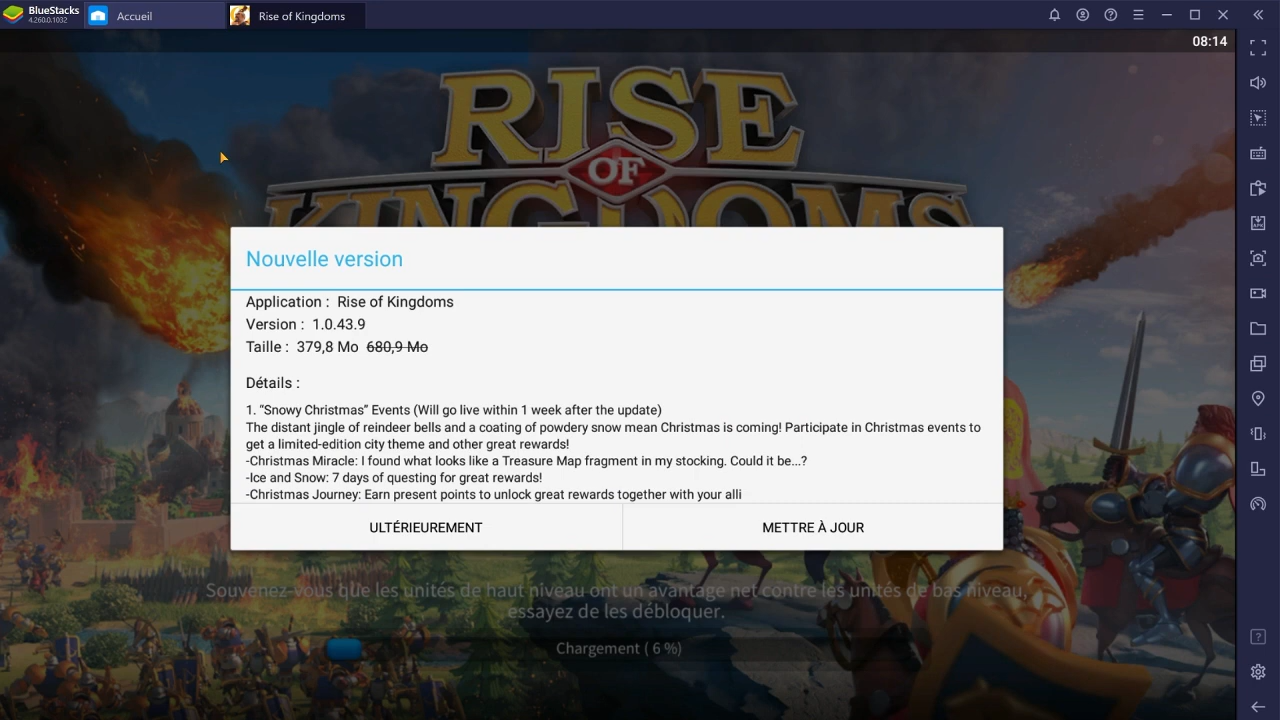 BlueStacks
4.260.0.1032
Accueil
Rise of Kingdoms
08:14
RISE
OF
KINGDOMS
Nouvelle version
Application : Rise of Kingdoms
Version : 1.0.43.9
Taille : 379,8 Mo 680,9 Mo
Détails :
1. “Snowy Christmas” Events (Will go live within 1 week after the update)
The distant jingle of reindeer bells and a coating of powdery snow mean Christmas is coming! Participate in Christmas events to
get a limited-edition city theme and other great rewards!
-Christmas Miracle: I found what looks like a Treasure Map fragment in my stocking. Could it be...?
-Ice and Snow: 7 days of questing for great rewards!
-Christmas Journey: Earn present points to unlock great rewards together with your alli
ULTÉRIEUREMENT
METTRE À JOUR
Souvenez-vous que les unités de haut niveau ont un avantage net contre les unités de bas niveau,
essayez de les débloquer.
Chargement ( 6 %)